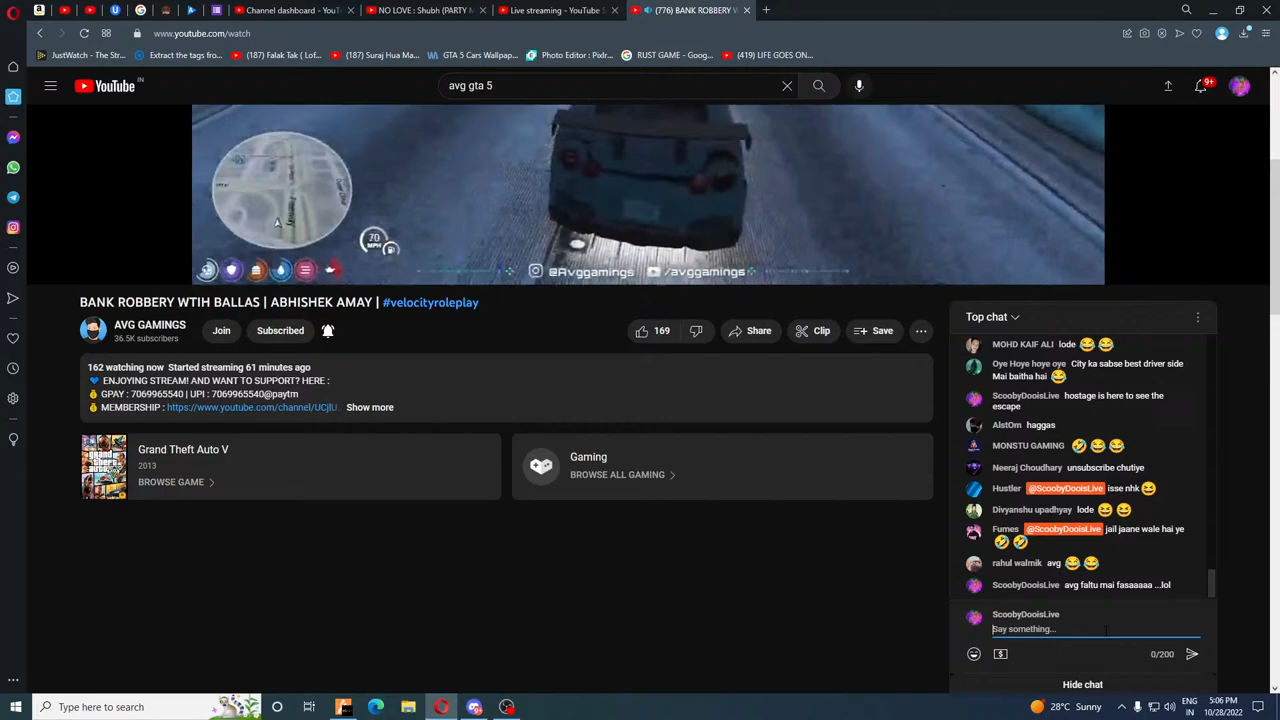 Channel dashboard - YouT
NO LOVE : Shubh (PARTY M
Live streaming - YouTube S
(776) BANK ROBBERY W
www.youtube.com/watch
JustWatch - The Str...
Extract the tags from...
(187) Falak Tak ( Lof...
(187) Suraj Hua Ma...
GTA 5 Cars Wallpap...
Photo Editor : Pixlr...
RUST GAME - Goog...
(419) LIFE GOES ON...
YouTube IN
avg gta 5
9+
70
MPH
@Avggamings /avggamings
BANK ROBBERY WTIH BALLAS | ABHISHEK AMAY | #velocityroleplay
AVG GAMINGS
36.5K subscribers
Join
Subscribed
169
Share
Clip
Save
162 watching now Started streaming 61 minutes ago
💙 ENJOYING STREAM! AND WANT TO SUPPORT? HERE :
💰 GPAY : 7069965540 | UPI : 7069965540@paytm
💰 MEMBERSHIP : https://www.youtube.com/channel/UCjlU... Show more
Grand Theft Auto V
2013
BROWSE GAME
Gaming
BROWSE ALL GAMING
Top chat
MOHD KAIF ALI lode 😂 😂
Oye Hoye hoye oye City ka sabse best driver side
Mai baitha hai 😂
ScoobyDooisLive hostage is here to see the
escape
AlstOm haggas
MONSTU GAMING 🤣 😂 😂
Neeraj Choudhary unsubscribe chutiye
Hustler @ScoobyDooisLive isse nhk 😆
Divyanshu upadhyay lode 😆 😆
Fumes @ScoobyDooisLive jail jaane wale hai ye
🤣 🤣
rahul walmik avg 😂 😂
ScoobyDooisLive avg faltu mai fasaaaaa ...lol
ScoobyDooisLive
Say something...
0/200
Hide chat
Type here to search
28°C Sunny
ENG
IN
5:06 PM
10/28/2022